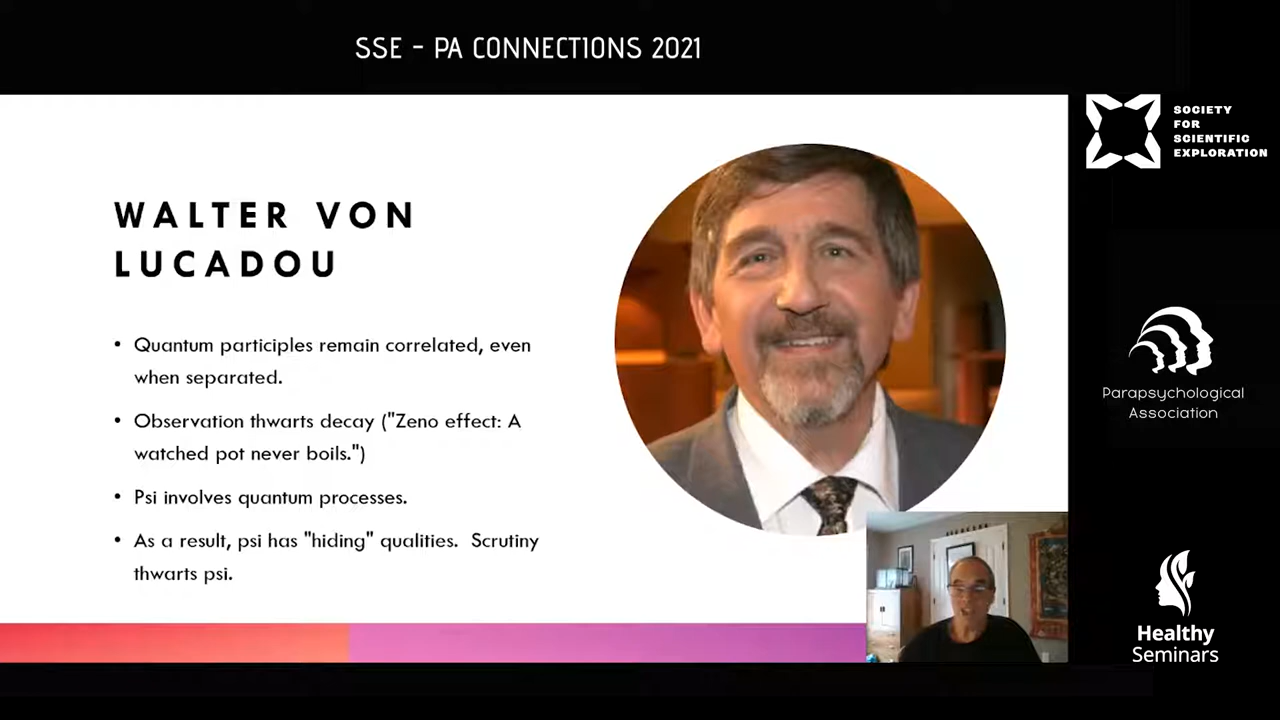 SSE - PA CONNECTIONS 2021
WALTER VON
LUCADOU
• Quantum participles remain correlated, even
when separated.
• Observation thwarts decay ("Zeno effect: A
watched pot never boils.")
• Psi involves quantum processes.
• As a result, psi has "hiding" qualities. Scrutiny
thwarts psi.
SOCIETY
FOR
SCIENTIFIC
EXPLORATION
Parapsychological
Association
Healthy
Seminars